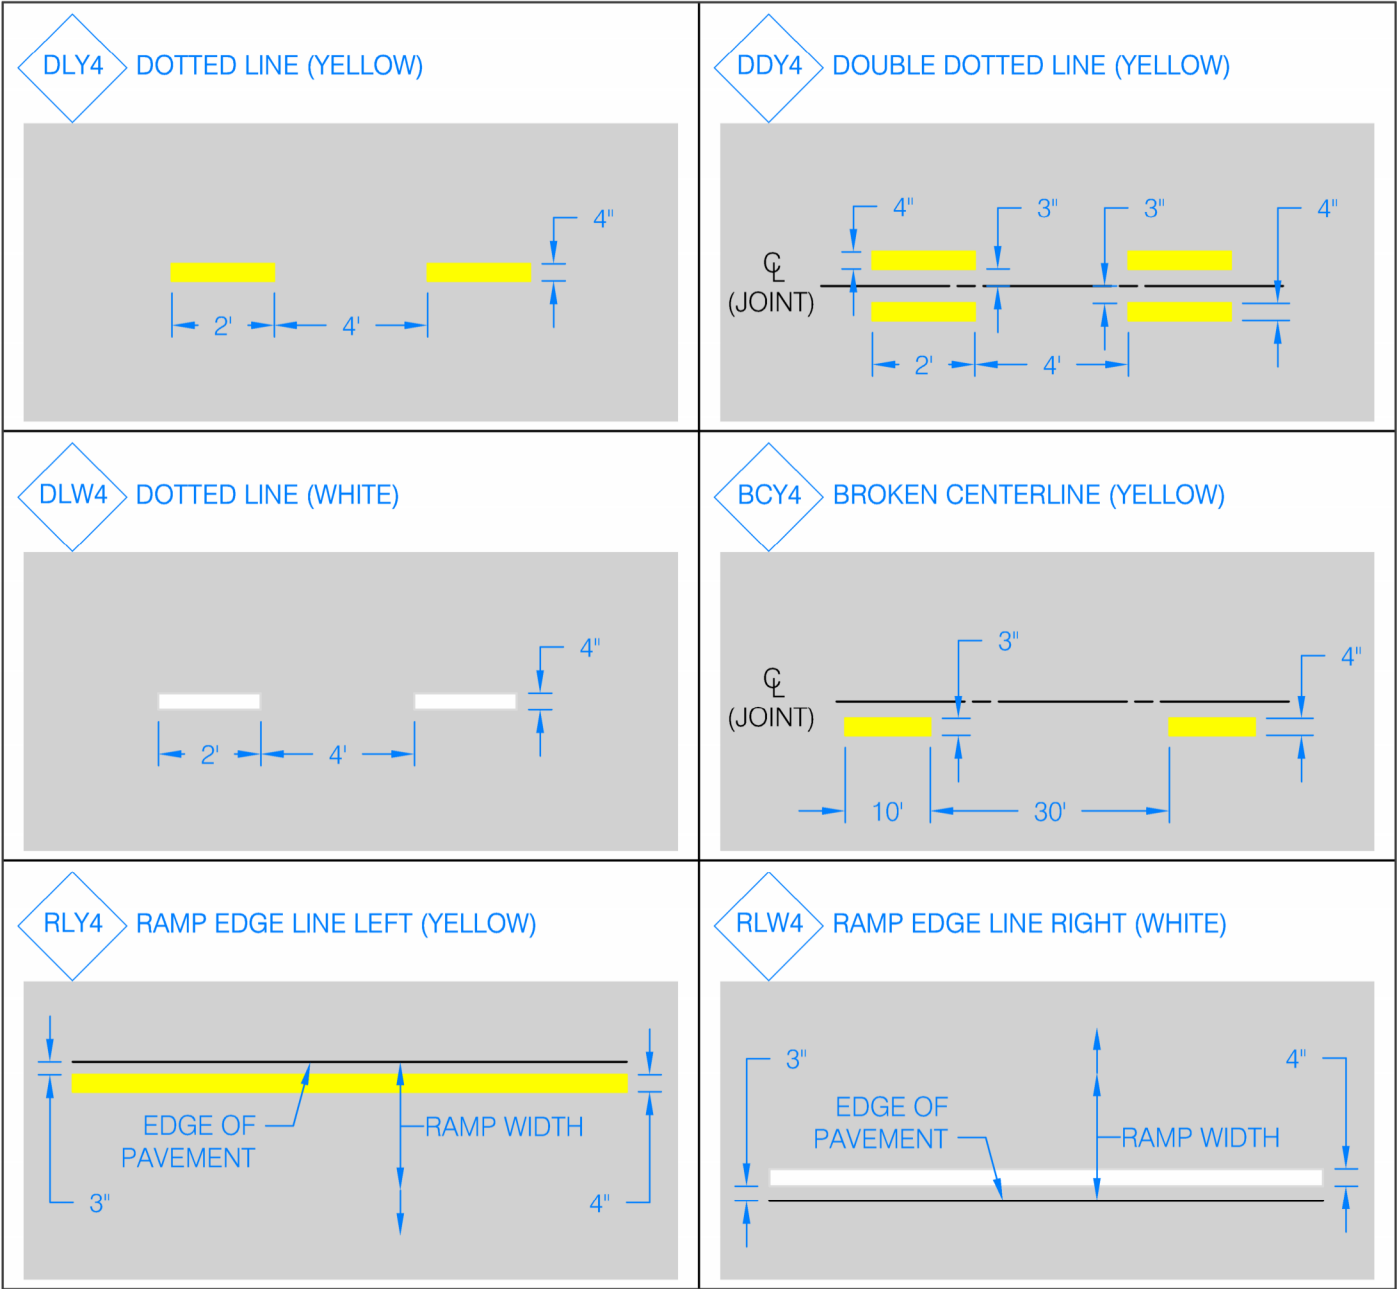 DLY4 DOTTED LINE (YELLOW)
4"
2' 4'
DDY4 DOUBLE DOTTED LINE (YELLOW)
4" 3" 3" 4"
℄
(JOINT)
2' 4'
DLW4 DOTTED LINE (WHITE)
4"
2' 4'
BCY4 BROKEN CENTERLINE (YELLOW)
3" 4"
℄
(JOINT)
10' 30'
RLY4 RAMP EDGE LINE LEFT (YELLOW)
EDGE OF
PAVEMENT
RAMP WIDTH
3" 4"
RLW4 RAMP EDGE LINE RIGHT (WHITE)
3" 4"
EDGE OF
PAVEMENT
RAMP WIDTH